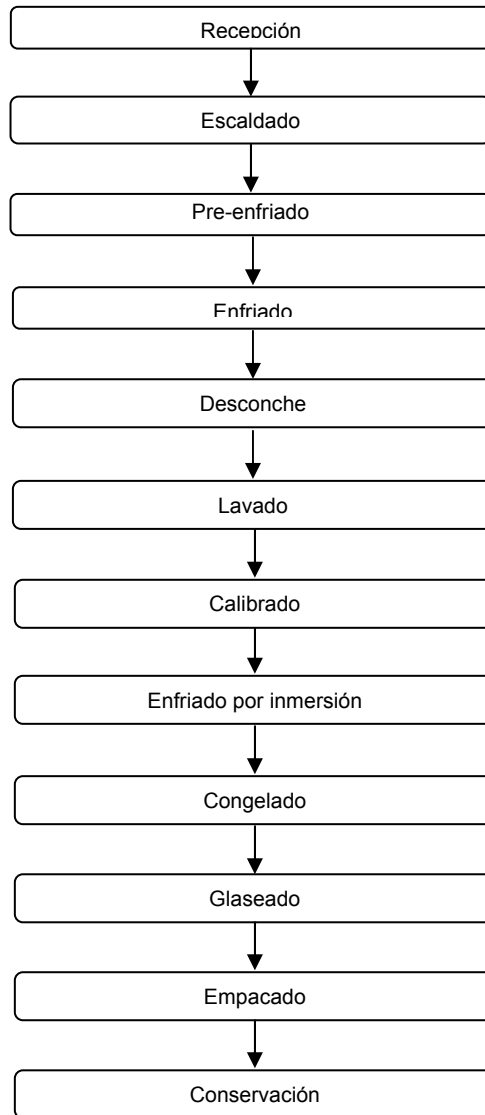 Recepción
Escaldado
Pre-enfriado
Enfriado
Desconche
Lavado
Calibrado
Enfriado por inmersión
Congelado
Glaseado
Empacado
Conservación